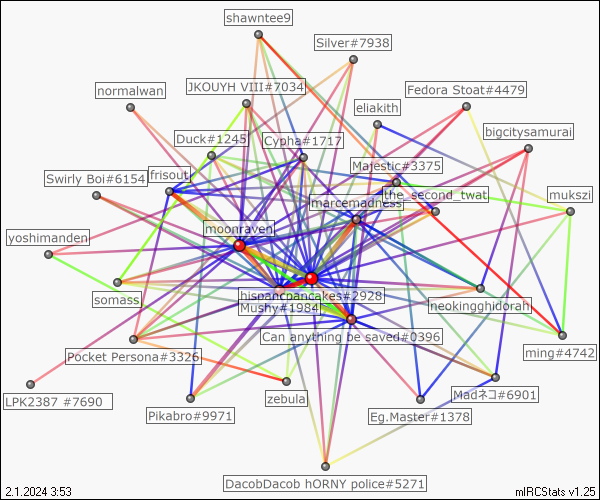 shawntee9
Silver#7938
normalwan
JKOUYH VIII#7034
Fedora Stoat#4479
eliakith
bigcitysamurai
Duck#1245
Cypha#1717
Majestic#3375
Swirly Boi#6154
frisout
the_second_twat
mukszi
marcemadness
moonraven
yoshimanden
hispancpancakes#2928
somass
neokingghidorah
Mushy#1984
Can anything be saved#0396
Pocket Persona#3326
ming#4742
LPK2387 #7690
zebula
Madネコ#6901
Pikabro#9971
Eg.Master#1378
DacobDacob hORNY police#5271
2.1.2024 3:53
mIRCStats v1.25